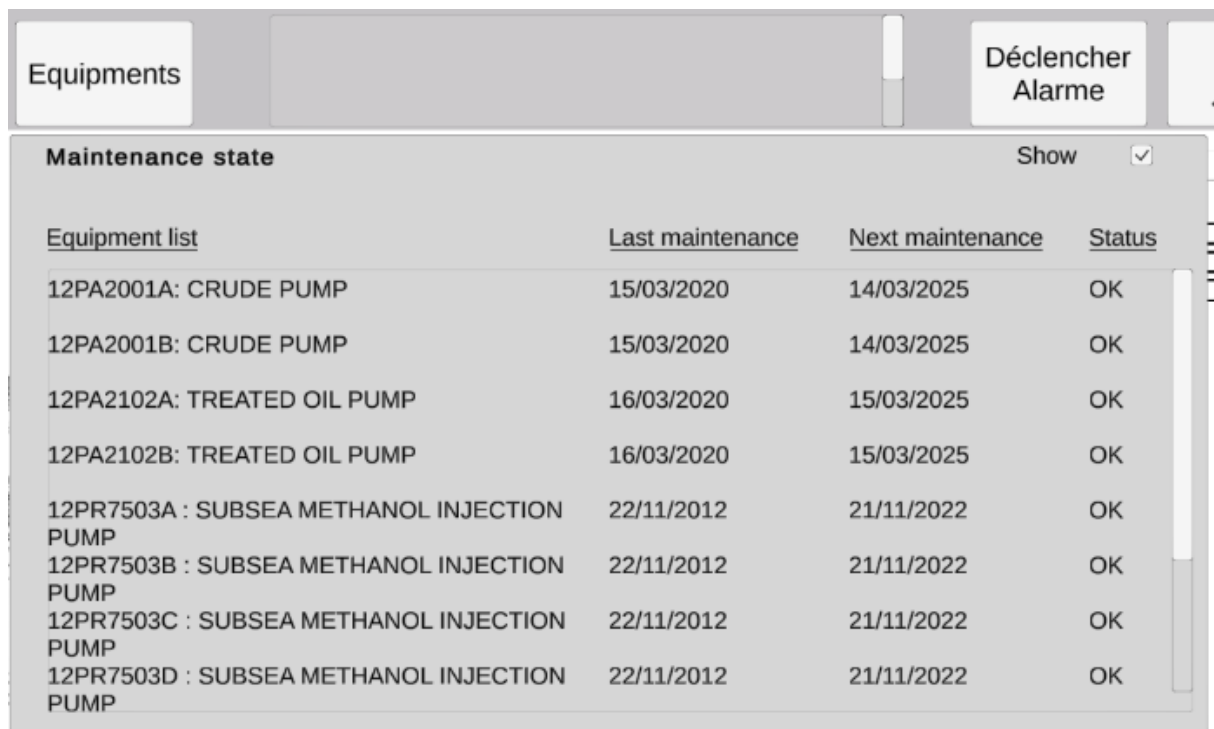 Equipments
Déclencher
Alarme
Maintenance state
Show
Equipment list Last maintenance Next maintenance Status
12PA2001A: CRUDE PUMP 15/03/2020 14/03/2025 OK
12PA2001B: CRUDE PUMP 15/03/2020 14/03/2025 OK
12PA2102A: TREATED OIL PUMP 16/03/2020 15/03/2025 OK
12PA2102B: TREATED OIL PUMP 16/03/2020 15/03/2025 OK
12PR7503A : SUBSEA METHANOL INJECTION 22/11/2012 21/11/2022 OK
PUMP
12PR7503B : SUBSEA METHANOL INJECTION 22/11/2012 21/11/2022 OK
PUMP
12PR7503C : SUBSEA METHANOL INJECTION 22/11/2012 21/11/2022 OK
PUMP
12PR7503D : SUBSEA METHANOL INJECTION 22/11/2012 21/11/2022 OK
PUMP